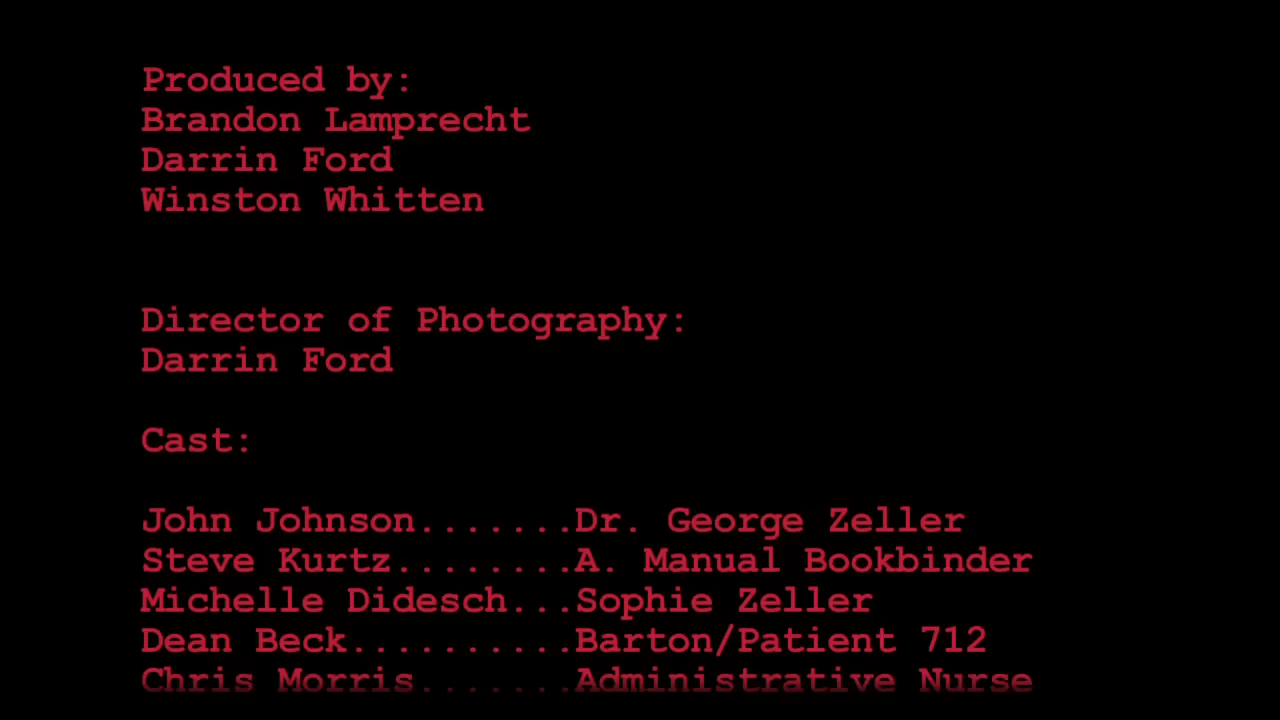 Produced by:
Brandon Lamprecht
Darrin Ford
Winston Whitten
Director of Photography:
Darrin Ford
Cast:
John Johnson.......Dr. George Zeller
Steve Kurtz........A. Manual Bookbinder
Michelle Didesch...Sophie Zeller
Dean Beck..........Barton/Patient 712
Chris Morris.......Administrative Nurse